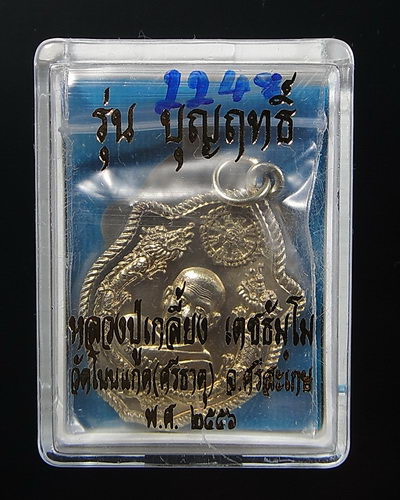 2242
รุ่น บุญฤทธิ์
หลวงปู่เกลี้ยง เตชธัมฺโม
วัดโนนแกด(ศรีธาตุ) จ.ศรีสะเกษ
พ.ศ. ๒๕๕๖